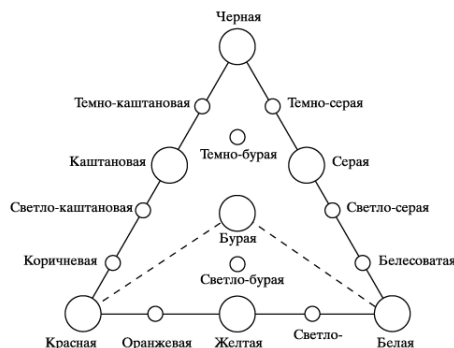 Черная
Темно-каштановая
Темно-серая
Темно-бурая
Каштановая
Серая
Светло-каштановая
Светло-серая
Бурая
Коричневая
Светло-бурая
Белесоватая
Красная
Оранжевая
Желтая
Светло-
Белая